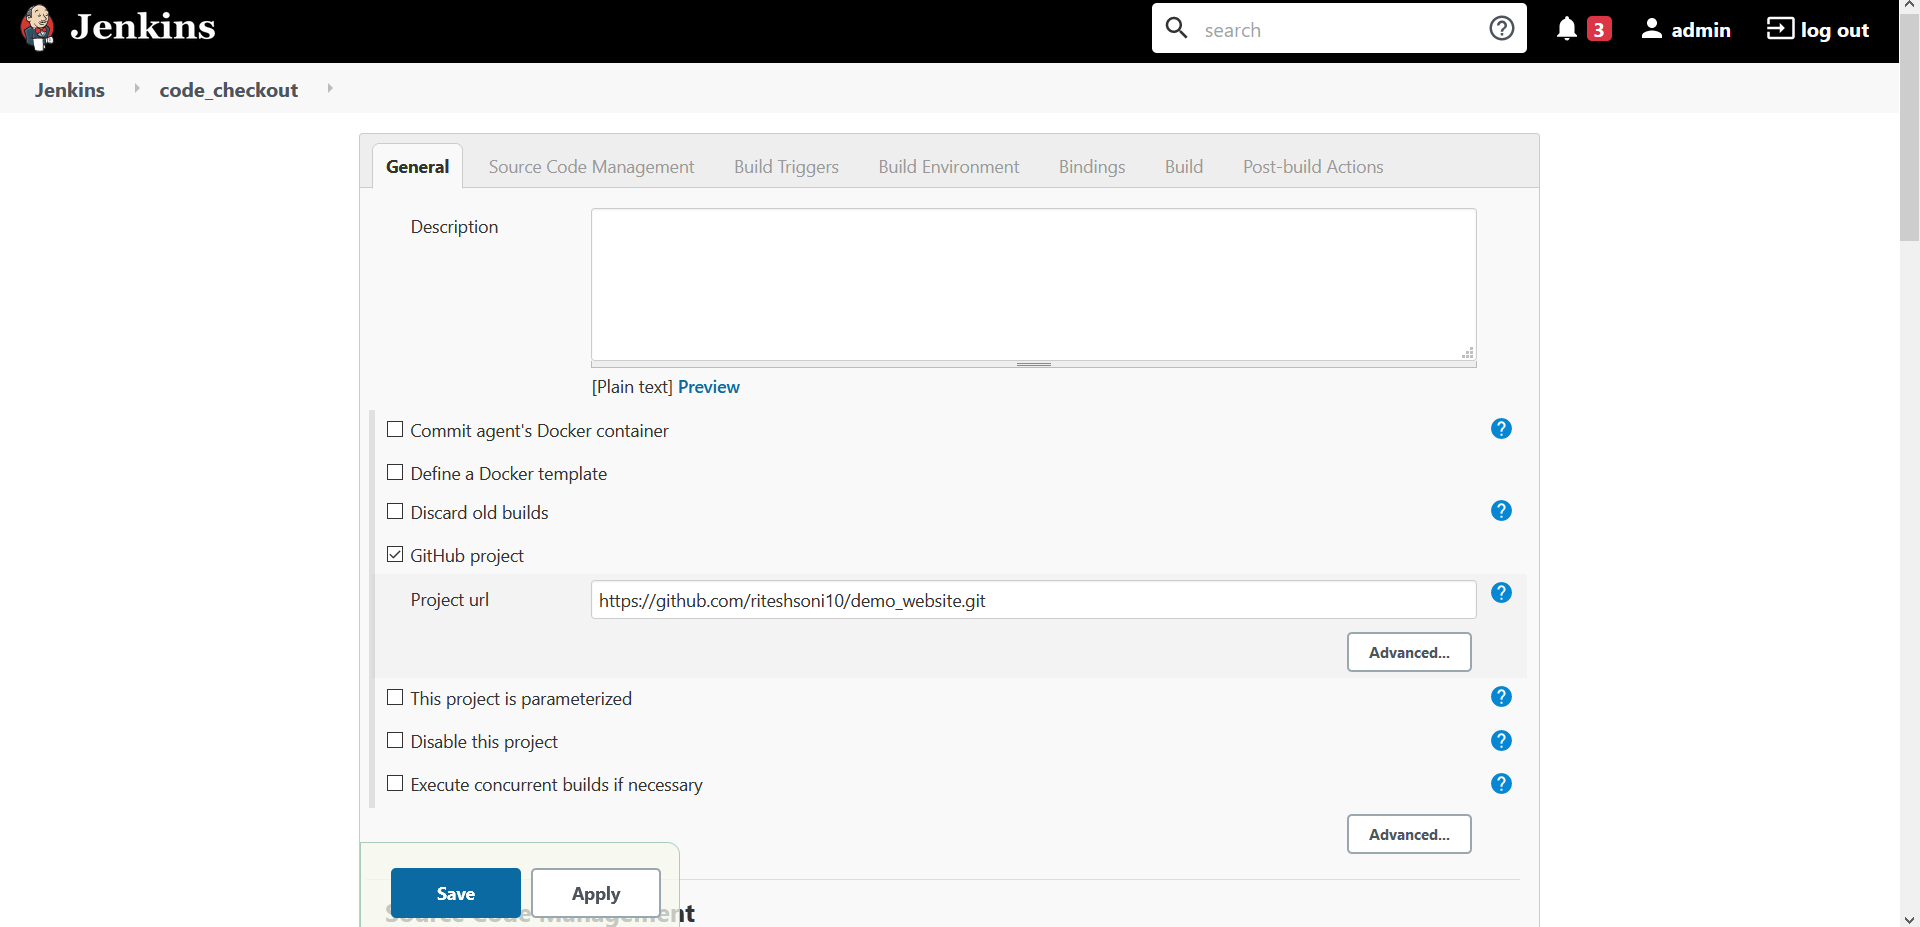 Jenkins
search
3
admin
log out
Jenkins
code_checkout
General
Source Code Management
Build Triggers
Build Environment
Bindings
Build
Post-build Actions
Description
[Plain text] Preview
Commit agent's Docker container
?
Define a Docker template
Discard old builds
?
GitHub project
Project url
https://github.com/riteshsoni10/demo_website.git
?
Advanced...
This project is parameterized
?
Disable this project
?
Execute concurrent builds if necessary
?
Advanced...
Save
Apply
Source Code Management